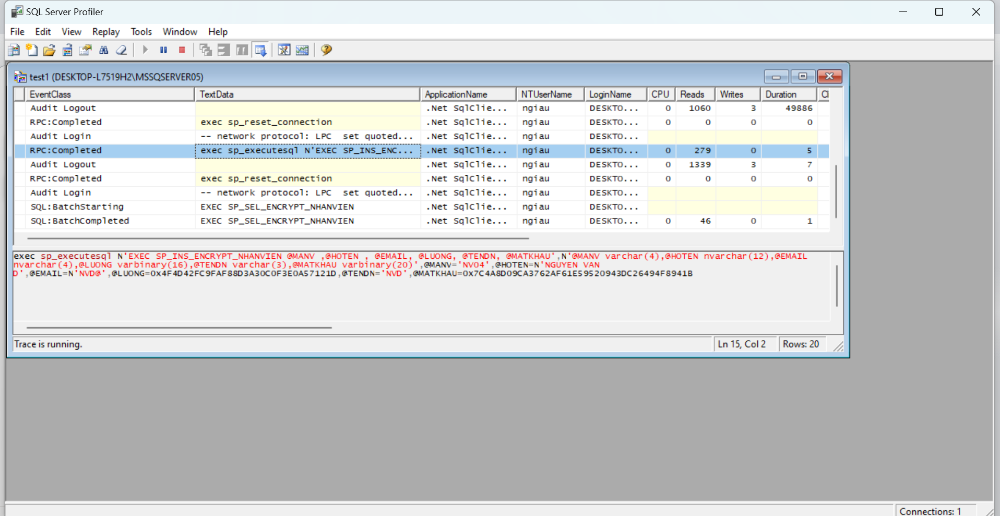 SQL Server Profiler
File Edit View Replay Tools Window Help
test1 (DESKTOP-L7519H2\MSSQSERVER05)
EventClass TextData ApplicationName NTUserName LoginName CPU Reads Writes Duration Cl
Audit Logout .Net SqlClie... ngiau DESKTO... 0 1060 3 49886
RPC:Completed exec sp_reset_connection .Net SqlClie... ngiau DESKTO... 0 0 0 0
Audit Login -- network protocol: LPC set quoted... .Net SqlClie... ngiau DESKTO...
RPC:Completed exec sp_executesql N'EXEC SP_INS_ENC... .Net SqlClie... ngiau DESKTO... 0 279 0 5
Audit Logout .Net SqlClie... ngiau DESKTO... 0 1339 3 7
RPC:Completed exec sp_reset_connection .Net SqlClie... ngiau DESKTO... 0 0 0 0
Audit Login -- network protocol: LPC set quoted... .Net SqlClie... ngiau DESKTO...
SQL:BatchStarting EXEC SP_SEL_ENCRYPT_NHANVIEN .Net SqlClie... ngiau DESKTO...
SQL:BatchCompleted EXEC SP_SEL_ENCRYPT_NHANVIEN .Net SqlClie... ngiau DESKTO... 0 46 0 1
exec sp_executesql N'EXEC SP_INS_ENCRYPT_NHANVIEN @MANV ,@HOTEN , @EMAIL, @LUONG, @TENDN, @MATKHAU',N'@MANV varchar(4),@HOTEN nvarchar(12),@EMAIL
nvarchar(4),@LUONG varbinary(16),@TENDN varchar(3),@MATKHAU varbinary(20)',@MANV='NV04',@HOTEN=N'NGUYEN VAN
D',@EMAIL=N'NVD@',@LUONG=0x4F4D42FC9FAF88D3A30C0F3E0A57121D,@TENDN='NVD',@MATKHAU=0x7C4A8D09CA3762AF61E59520943DC26494F8941B
Trace is running. Ln 15, Col 2 Rows: 20
Connections: 1